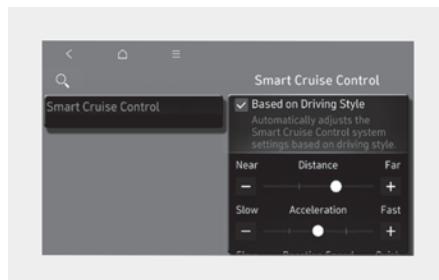 Smart Cruise Control
Smart Cruise Control
Based on Driving Style
Automatically adjusts the
Smart Cruise Control system
settings based on driving style.
Near Distance Far
− +
Slow Acceleration Fast
− +